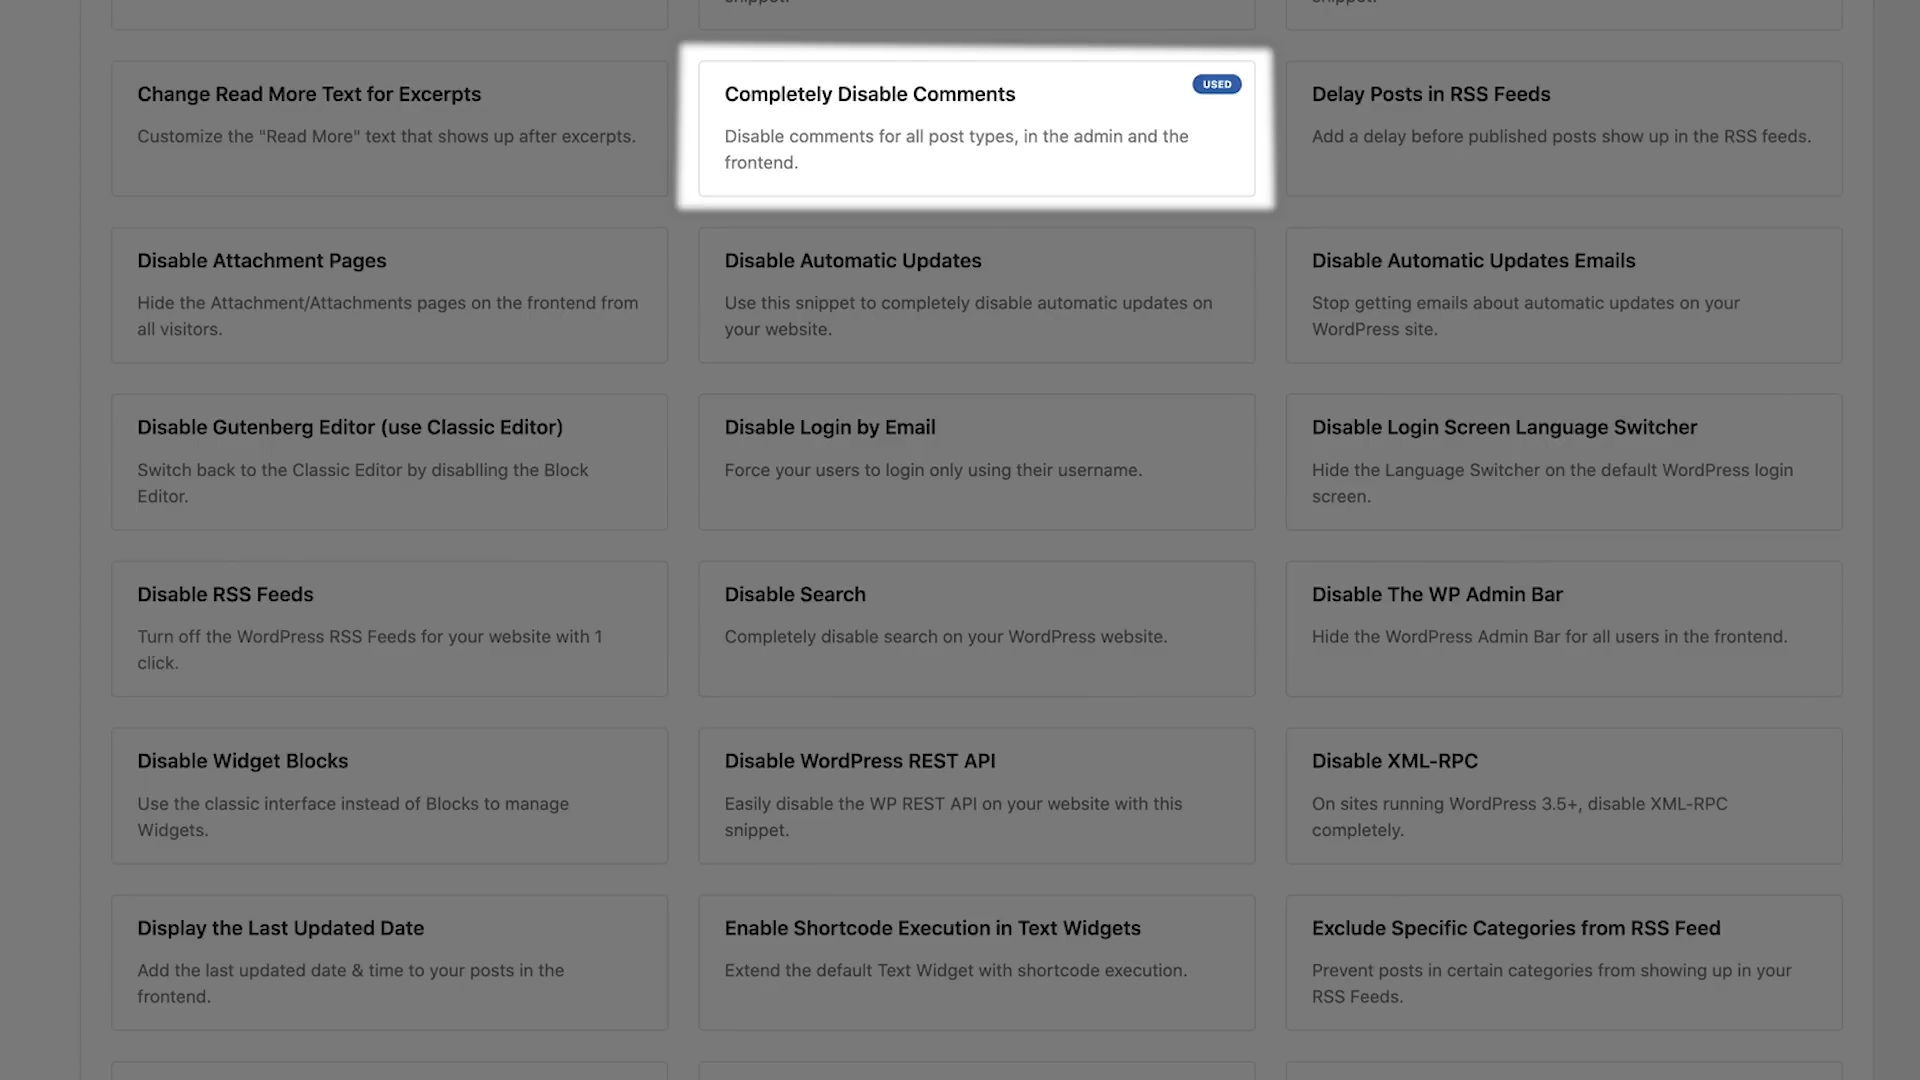 snippet.
snippet.
Change Read More Text for Excerpts
Customize the "Read More" text that shows up after excerpts.
Completely Disable Comments
USED
Disable comments for all post types, in the admin and the
frontend.
Delay Posts in RSS Feeds
Add a delay before published posts show up in the RSS feeds.
Disable Attachment Pages
Hide the Attachment/Attachments pages on the frontend from
all visitors.
Disable Automatic Updates
Use this snippet to completely disable automatic updates on
your website.
Disable Automatic Updates Emails
Stop getting emails about automatic updates on your
WordPress site.
Disable Gutenberg Editor (use Classic Editor)
Switch back to the Classic Editor by disablling the Block
Editor.
Disable Login by Email
Force your users to login only using their username.
Disable Login Screen Language Switcher
Hide the Language Switcher on the default WordPress login
screen.
Disable RSS Feeds
Turn off the WordPress RSS Feeds for your website with 1
click.
Disable Search
Completely disable search on your WordPress website.
Disable The WP Admin Bar
Hide the WordPress Admin Bar for all users in the frontend.
Disable Widget Blocks
Use the classic interface instead of Blocks to manage
Widgets.
Disable WordPress REST API
Easily disable the WP REST API on your website with this
snippet.
Disable XML-RPC
On sites running WordPress 3.5+, disable XML-RPC
completely.
Display the Last Updated Date
Add the last updated date & time to your posts in the
frontend.
Enable Shortcode Execution in Text Widgets
Extend the default Text Widget with shortcode execution.
Exclude Specific Categories from RSS Feed
Prevent posts in certain categories from showing up in your
RSS Feeds.